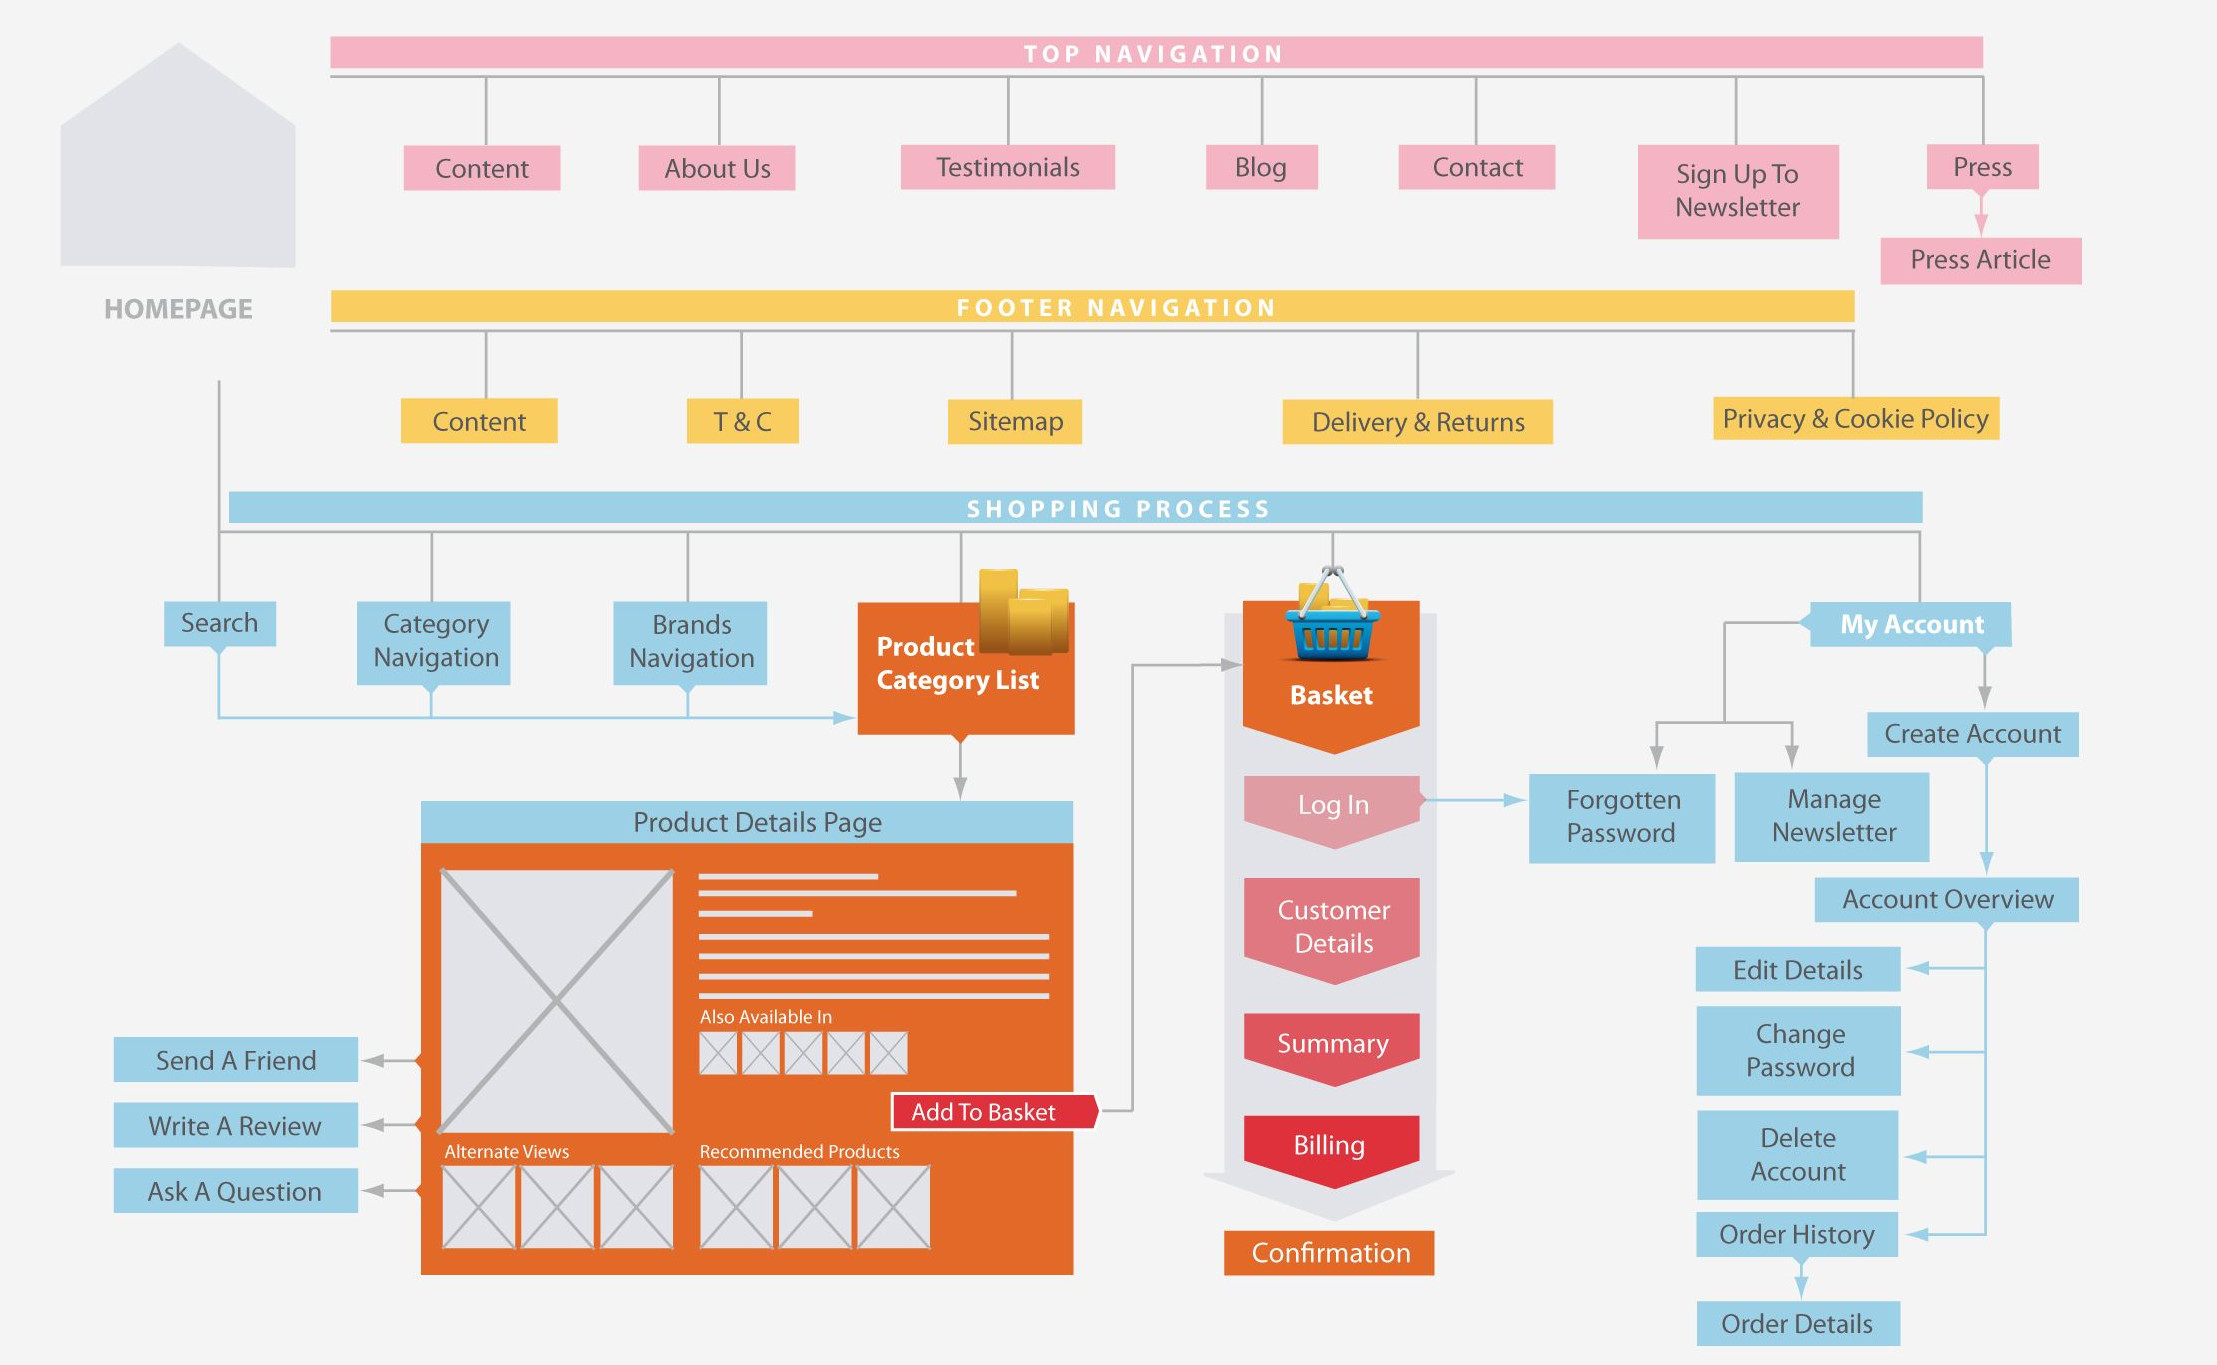 TOP NAVIGATION
Content
About Us
Testimonials
Blog
Contact
Sign Up To
Newsletter
Press
Press Article
HOMEPAGE
FOOTER NAVIGATION
Content
T & C
Sitemap
Delivery & Returns
Privacy & Cookie Policy
SHOPPING PROCESS
Search
Category
Navigation
Brands
Navigation
Product
Category List
Basket
My Account
Create Account
Log In
Forgotten
Password
Manage
Newsletter
Product Details Page
Account Overview
Customer
Details
Edit Details
Also Available In
Summary
Change
Password
Send A Friend
Add To Basket
Write A Review
Billing
Delete
Account
Alternate Views
Recommended Products
Ask A Question
Order History
Confirmation
Order Details